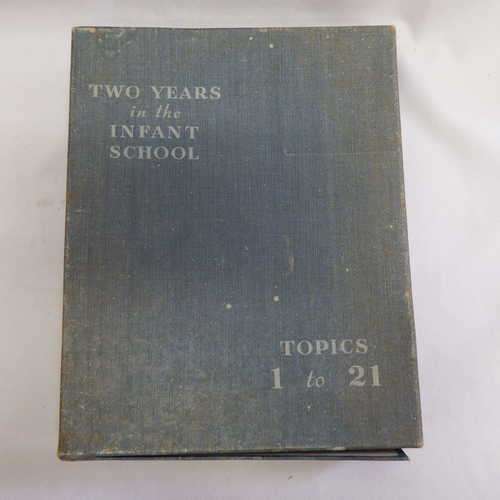 TWO YEARS
in the
INFANT
SCHOOL
TOPICS
1 to 21